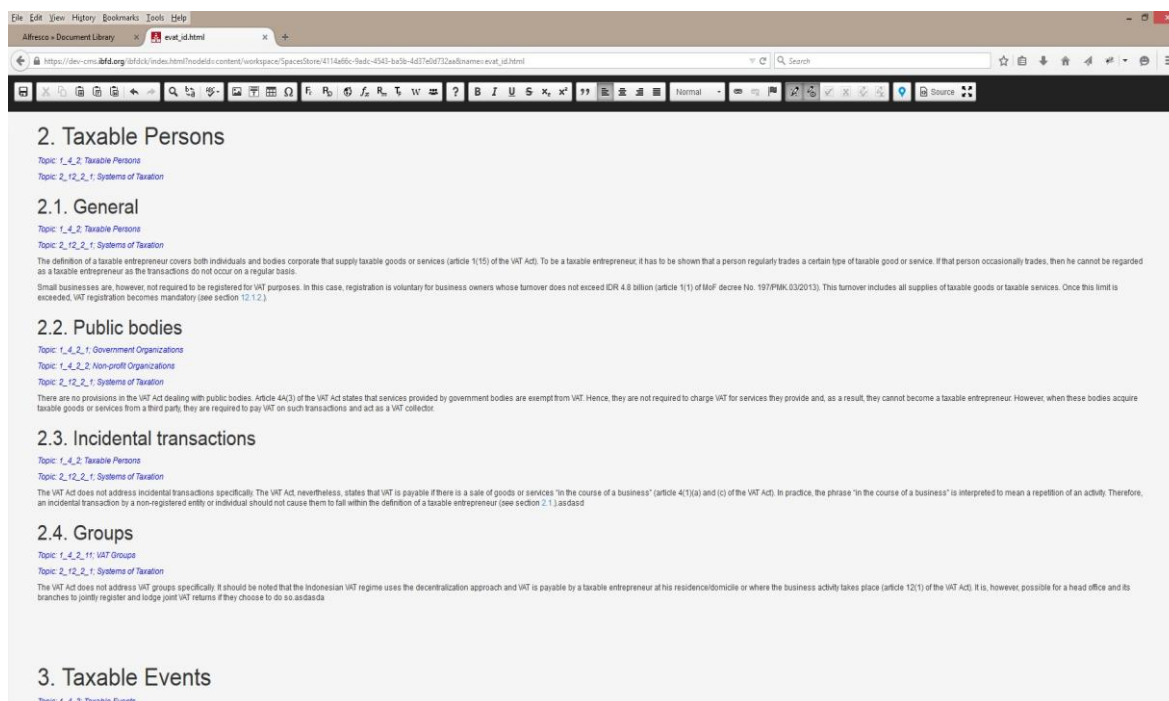 File Edit View History Bookmarks Tools Help
Alfresco » Document Library × evat_id.html × +
https://dev-cms.ibfd.org/ibfdck/index.html?nodeId=content/workspace/SpacesStore/ Search
? B I U S x₂ x² Normal Source
2. Taxable Persons
Topic: 1_4_2; Taxable Persons
Topic: 2_12_2_1; Systems of Taxation
2.1. General
Topic: 1_4_2; Taxable Persons
Topic: 2_12_2_1; Systems of Taxation
The definition of a taxable entrepreneur covers both individuals and bodies corporate that supply taxable goods or services (article 1(15) of the VAT Act). To be a taxable entrepreneur, it has to be shown that a person regularly trades a certain type of taxable good or service. If that person occasionally trades, then he cannot be regarded
as a taxable entrepreneur as the transactions do not occur on a regular basis.
Small businesses are, however, not required to be registered for VAT purposes. In this case, registration is voluntary for business owners whose turnover does not exceed IDR 4.8 billion (article 1(1) of MoF decree No. 197/PMK.03/2013). This turnover includes all supplies of taxable goods or taxable services. Once this limit is
exceeded, VAT registration becomes mandatory (see section 12.1.2.).
2.2. Public bodies
Topic: 1_4_2_1; Government Organizations
Topic: 1_4_2_2; Non-profit Organizations
Topic: 2_12_2_1; Systems of Taxation
There are no provisions in the VAT Act dealing with public bodies. Article 4A(3) of the VAT Act states that services provided by government bodies are exempt from VAT. Hence, they are not required to charge VAT for services they provide and, as a result, they cannot become a taxable entrepreneur. However, when these bodies acquire
taxable goods or services from a third party, they are required to pay VAT on such transactions and act as a VAT collector.
2.3. Incidental transactions
Topic: 1_4_2; Taxable Persons
Topic: 2_12_2_1; Systems of Taxation
The VAT Act does not address incidental transactions specifically. The VAT Act, nevertheless, states that VAT is payable if there is a sale of goods or services "in the course of a business" (article 4(1)(a) and (c) of the VAT Act). In practice, the phrase "in the course of a business" is interpreted to mean a repetition of an activity. Therefore,
an incidental transaction by a non-registered entity or individual should not cause them to fall within the definition of a taxable entrepreneur (see section 2.1.).asdasd
2.4. Groups
Topic: 1_4_2_11; VAT Groups
Topic: 2_12_2_1; Systems of Taxation
The VAT Act does not address VAT groups specifically. It should be noted that the Indonesian VAT regime uses the decentralization approach and VAT is payable by a taxable entrepreneur at his residence/domicile or where the business activity takes place (article 12(1) of the VAT Act). It is, however, possible for a head office and its
branches to jointly register and lodge joint VAT returns if they choose to do so.asdasda
3. Taxable Events